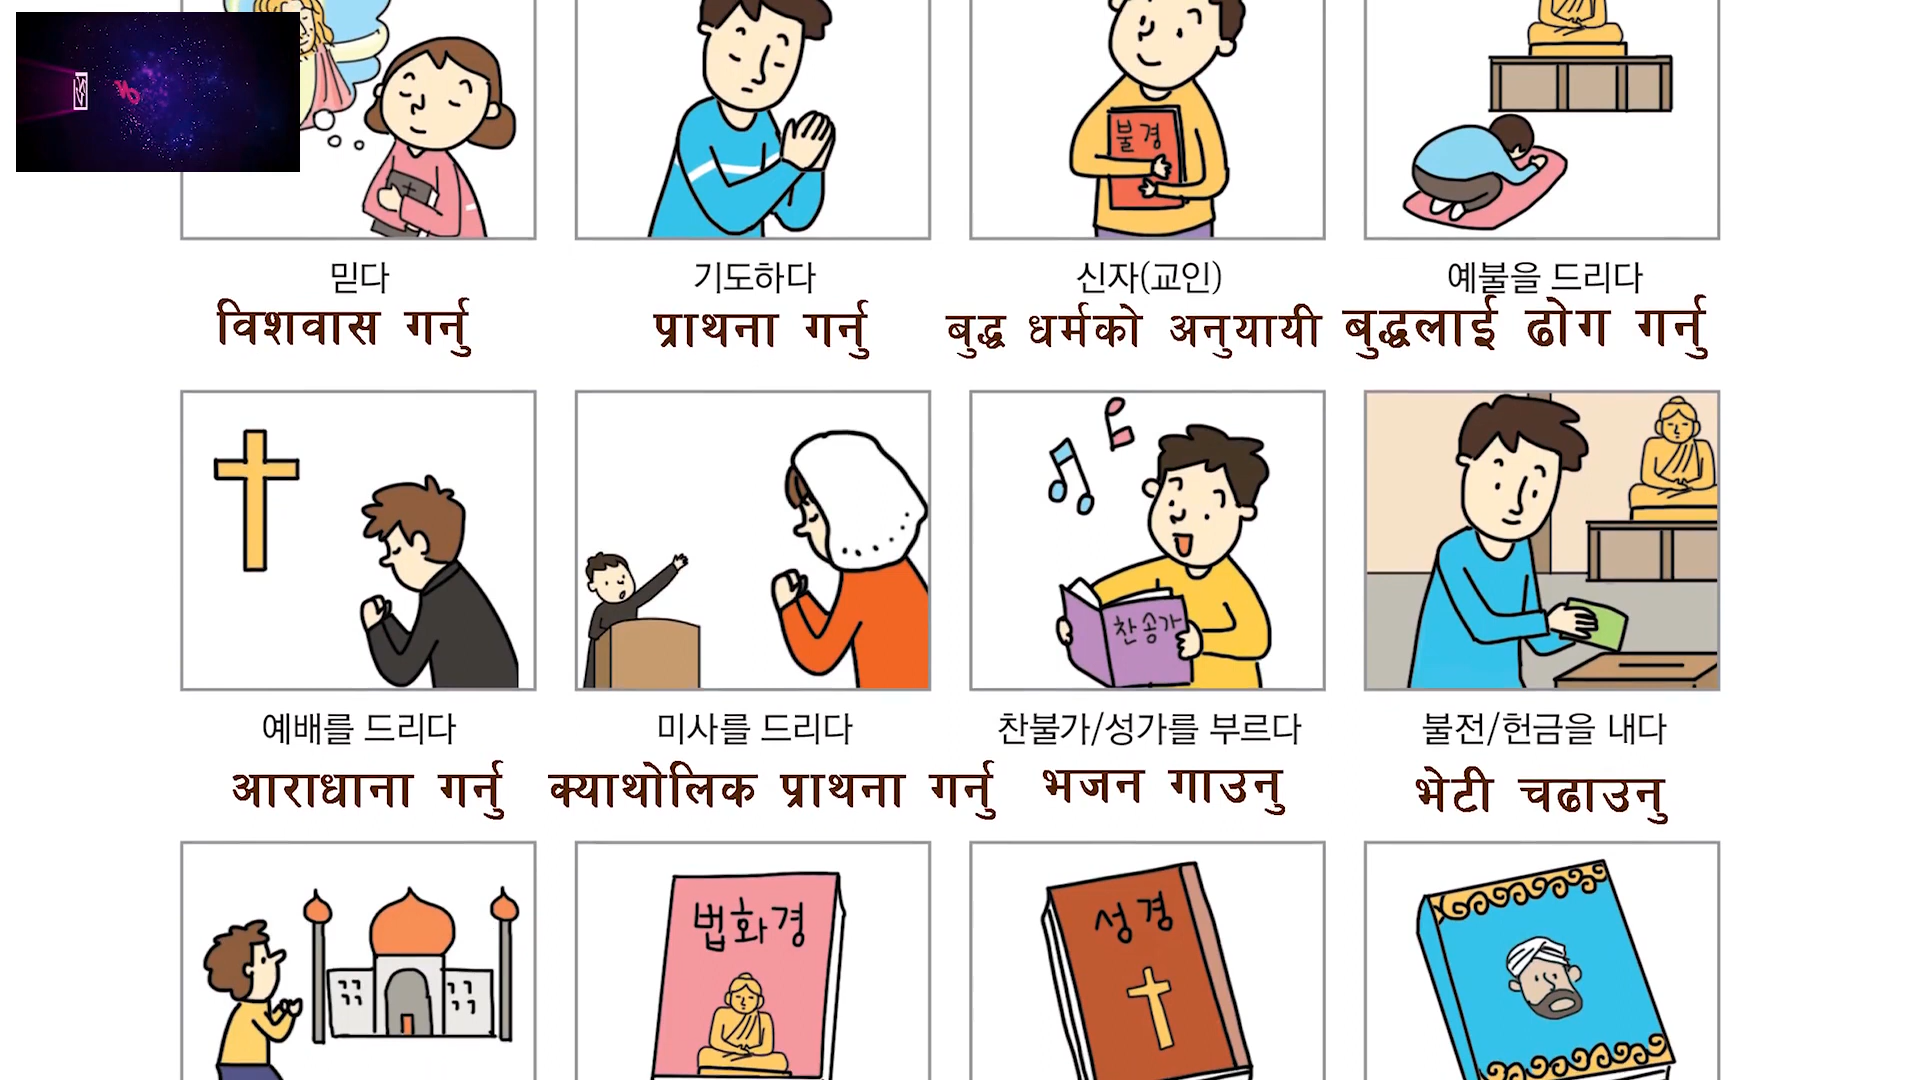 불경
믿다
기도하다
신자(교인)
예불을 드리다
विशवास गर्नु
प्राथना गर्नु
बुद्ध धर्मको अनुयायी
बुद्धलाई ढोग गर्नु
찬송가
예배를 드리다
미사를 드리다
찬불가/성가를 부르다
불전/헌금을 내다
आराधाना गर्नु
क्याथोलिक प्राथना गर्नु
भजन गाउनु
भेटी चढाउनु
법화경
성경